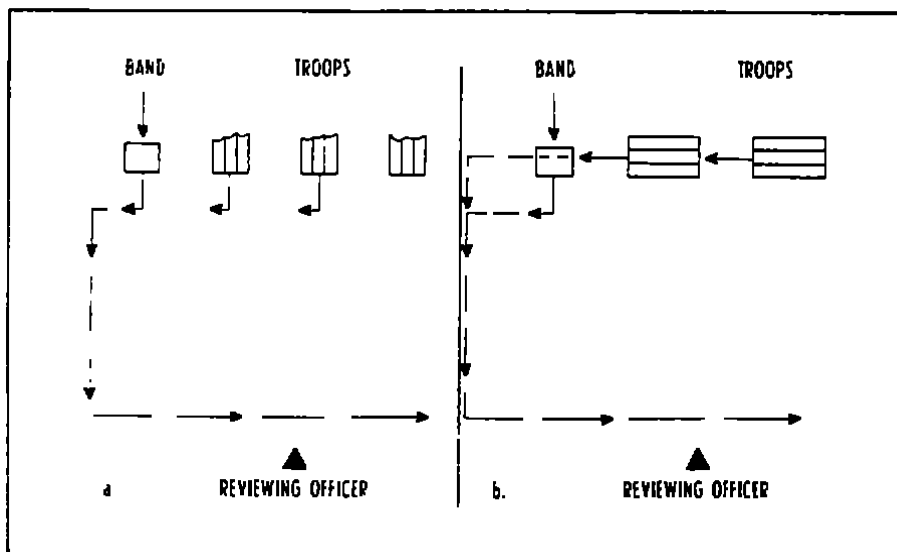 BAND TROOPS
BAND TROOPS
a REVIEWING OFFICER
b. REVIEWING OFFICER